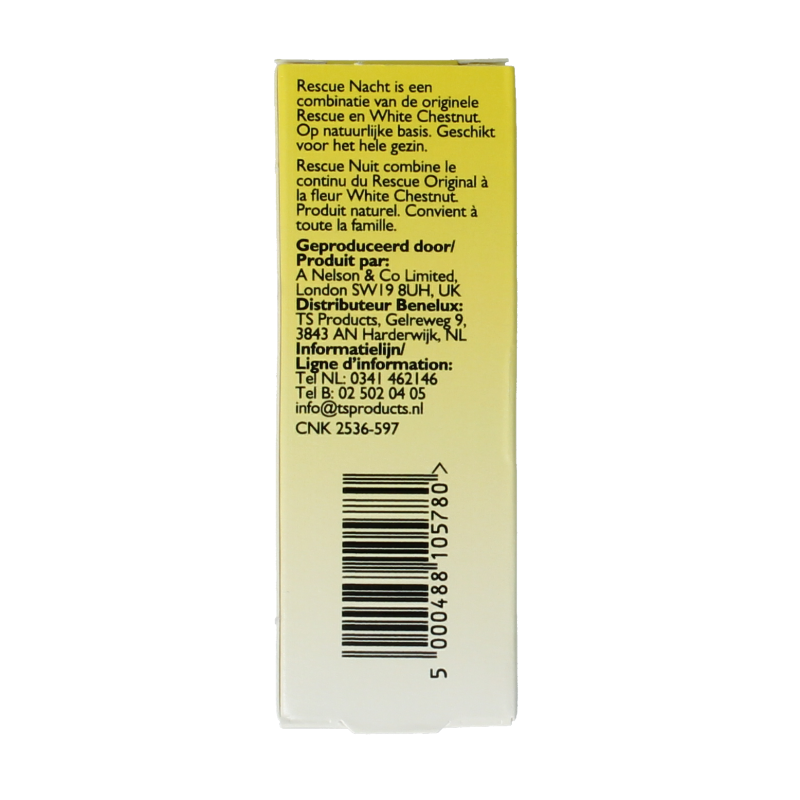 Rescue Nacht is een
combinatie van de originele
Rescue en White Chestnut.
Op natuurlijke basis. Geschikt
voor het hele gezin.
Rescue Nuit combine le
continu du Rescue Original à
la fleur White Chestnut.
Produit naturel. Convient à
toute la famille.
Geproduceerd door/
Produit par:
A Nelson & Co Limited,
London SW19 8UH, UK
Distributeur Benelux:
TS Products, Gelreweg 9,
3843 AN Harderwijk, NL
Informatielijn/
Ligne d'information:
Tel NL: 0341 462146
Tel B: 02 502 04 05
info@tsproducts.nl
CNK 2536-597
5 000488 105780 >